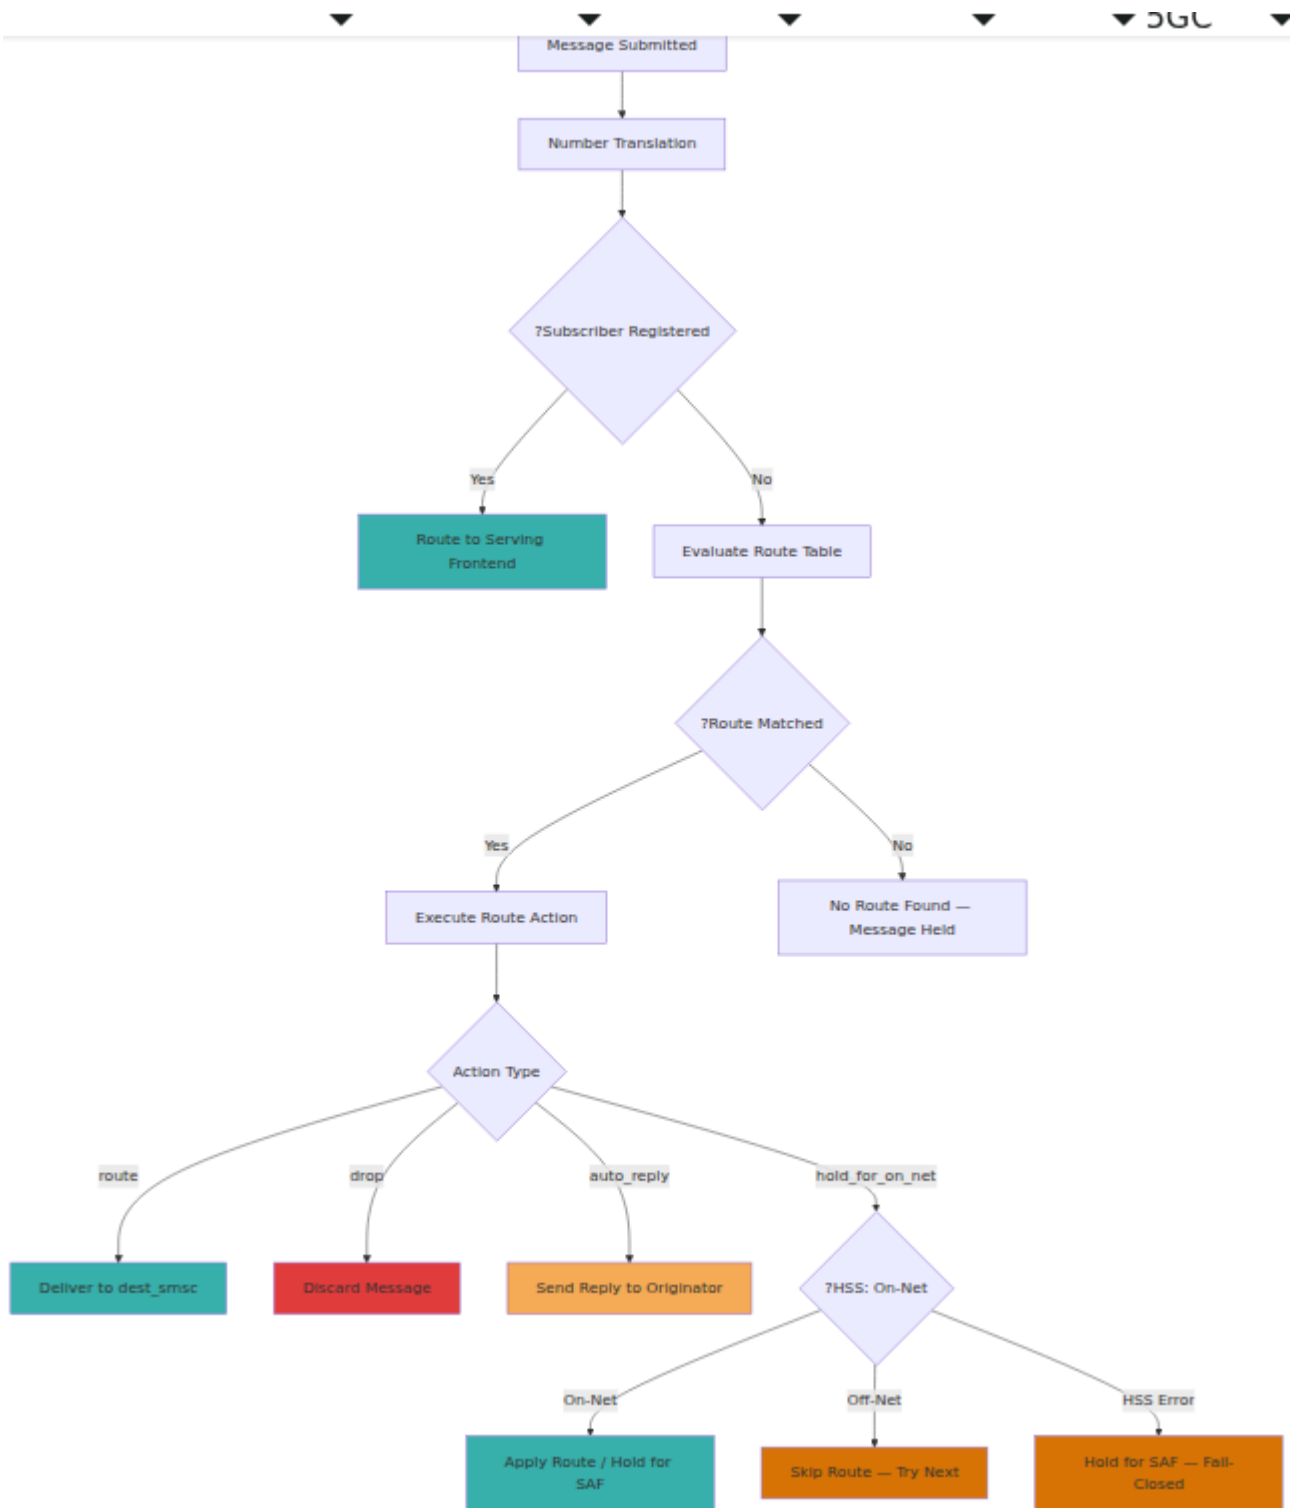 5GC
Message Submitted
Number Translation
?Subscriber Registered
Yes
No
Route to Serving
Frontend
Evaluate Route Table
?Route Matched
Yes
No
Execute Route Action
No Route Found —
Message Held
Action Type
route
drop
auto_reply
hold_for_on_net
Deliver to dest_smsc
Discard Message
Send Reply to Originator
?HSS: On-Net
On-Net
Off-Net
HSS Error
Apply Route / Hold for
SAF
Skip Route — Try Next
Hold for SAF — Fail-
Closed